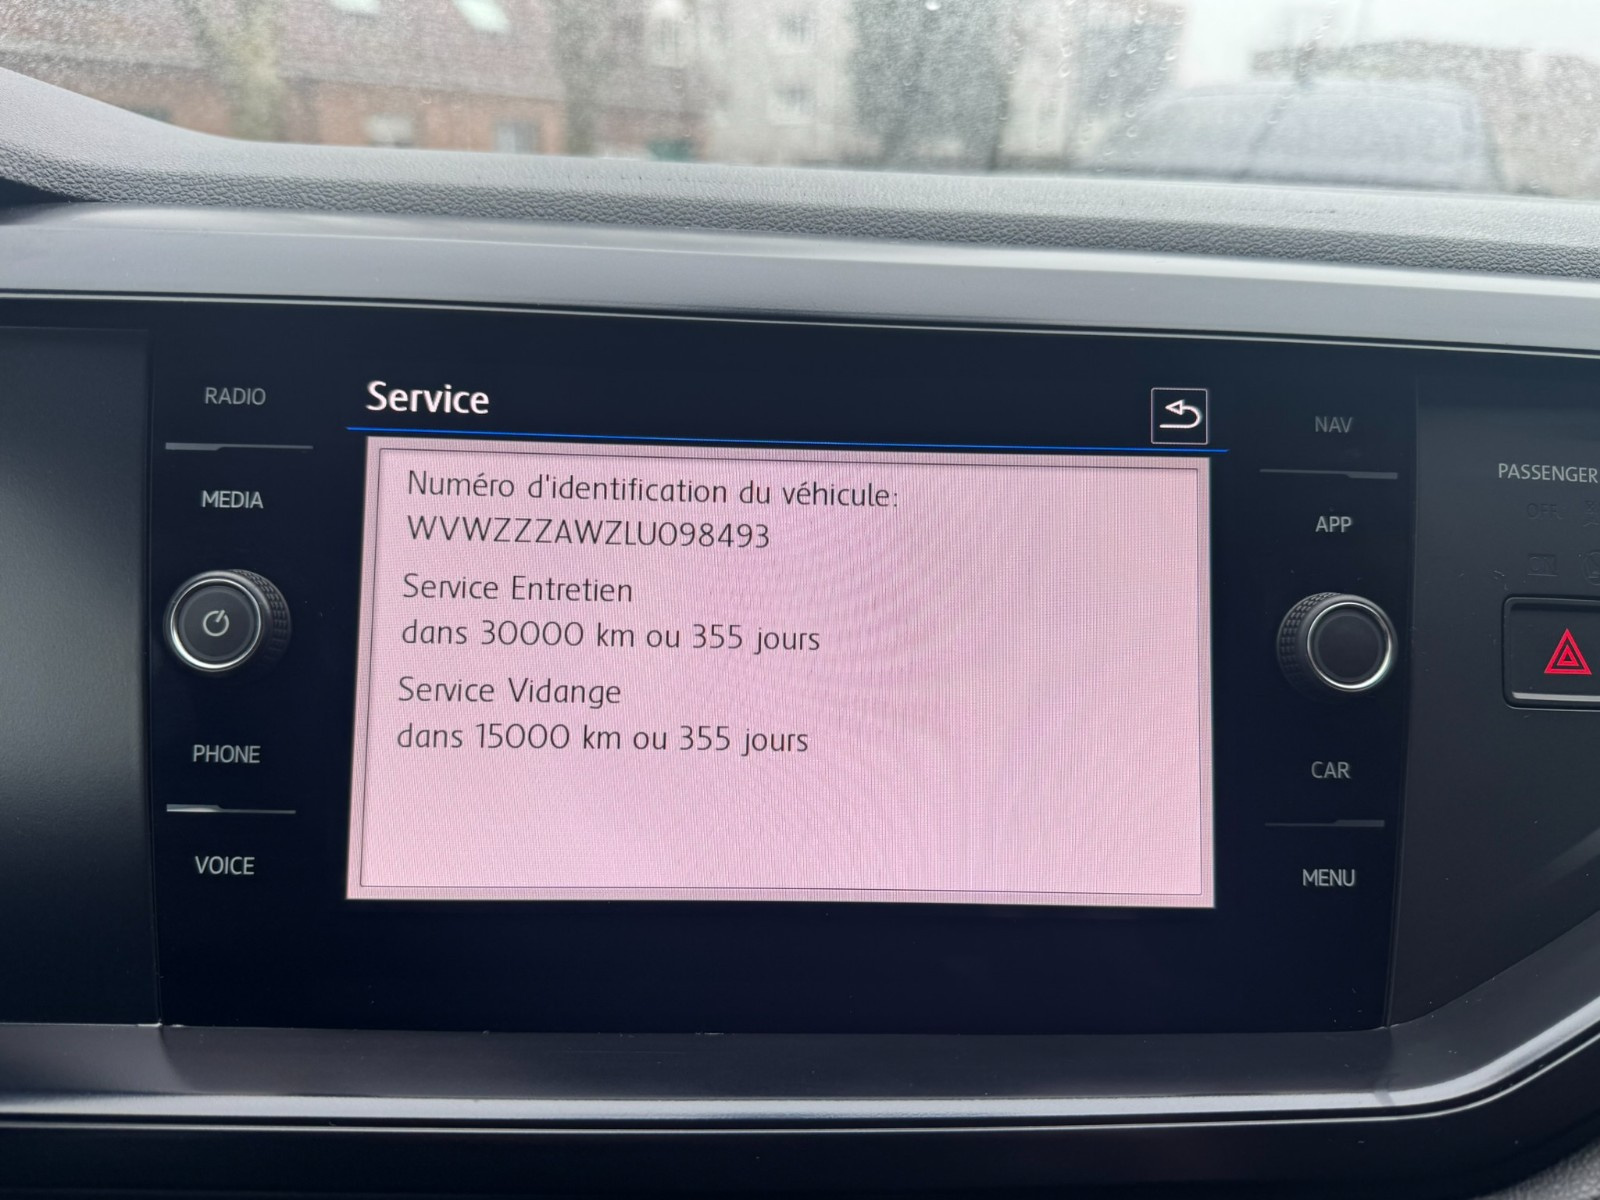 Service
Numéro d'identification du véhicule:
WVWZZZAWZLU098493
Service Entretien
dans 30000 km ou 355 jours
Service Vidange
dans 15000 km ou 355 jours
RADIO
MEDIA
PHONE
VOICE
NAV
APP
CAR
MENU
PASSENGER
OFF